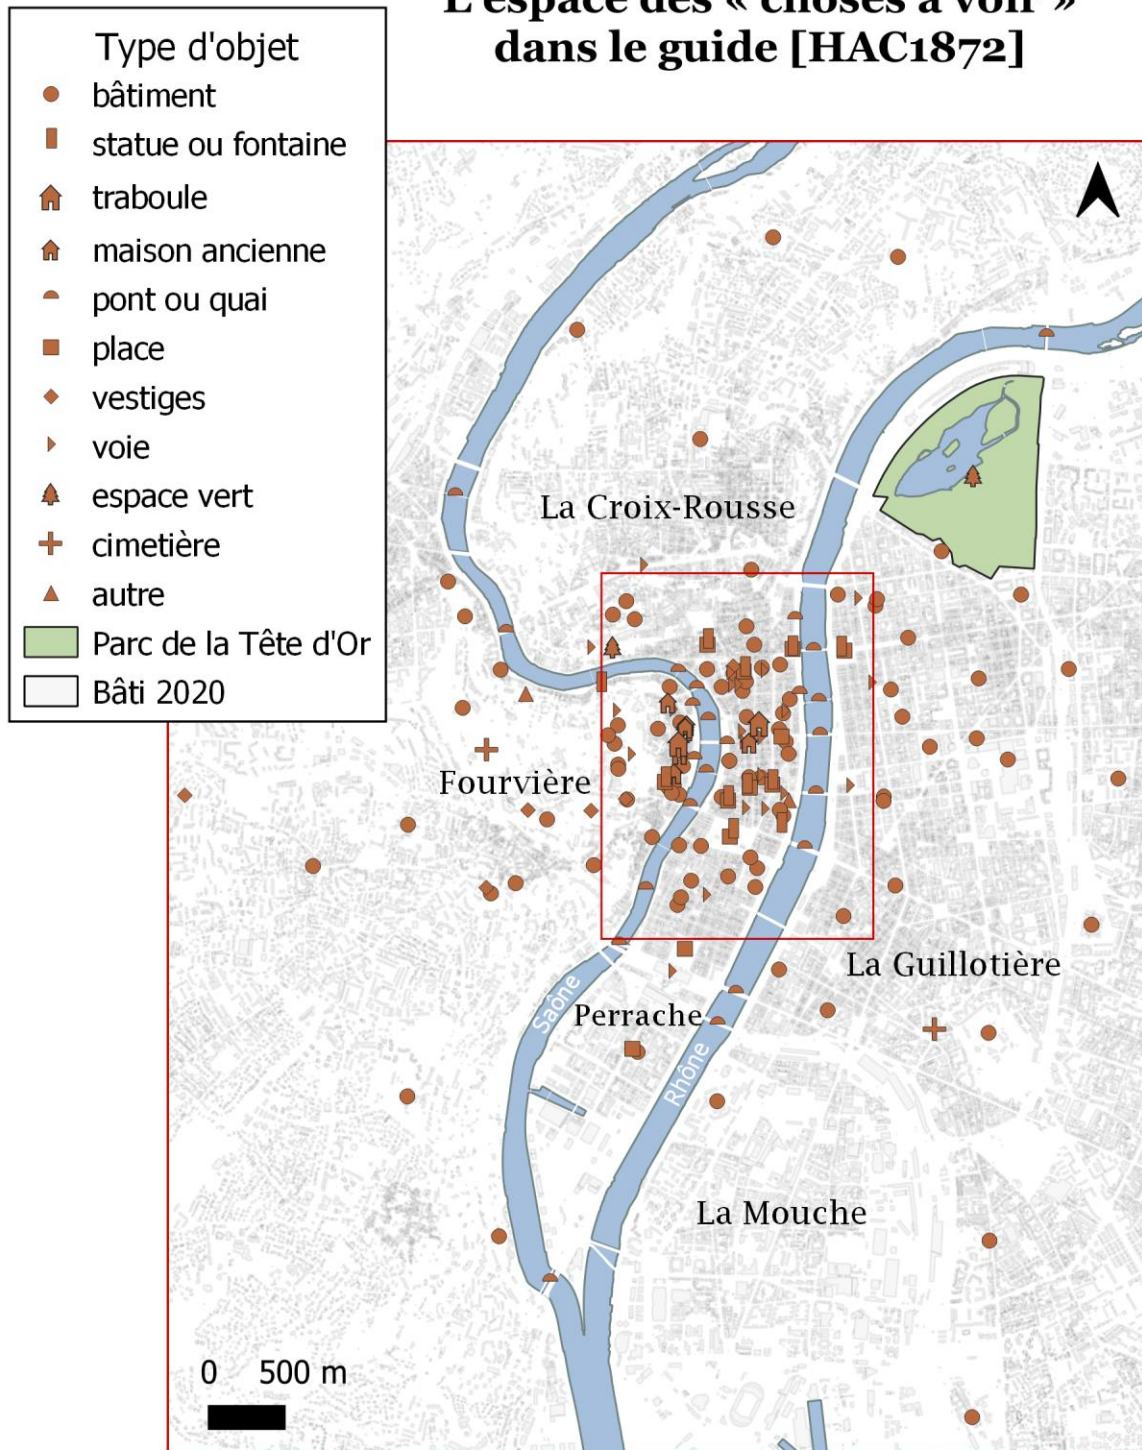 L'espace des « choses à voir »
dans le guide [HAC1872]
Type d'objet
bâtiment
statue ou fontaine
traboule
maison ancienne
pont ou quai
place
vestiges
voie
espace vert
cimetière
autre
Parc de la Tête d'Or
Bâti 2020
La Croix-Rousse
Fourvière
La Guillotière
Saône
Perrache
Rhône
La Mouche
0 500 m